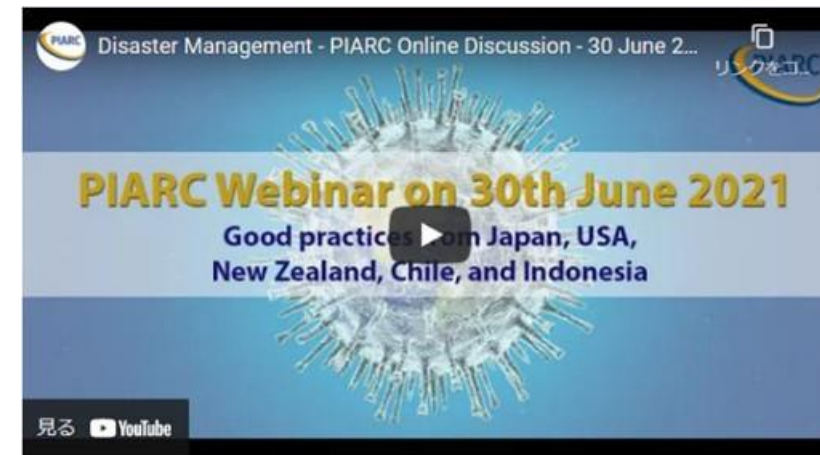 PIARC
Disaster Management - PIARC Online Discussion - 30 June 2...
リンクをコ...
PIARC
PIARC Webinar on 30th June 2021
Good practices from Japan, USA,
New Zealand, Chile, and Indonesia
見る YouTube